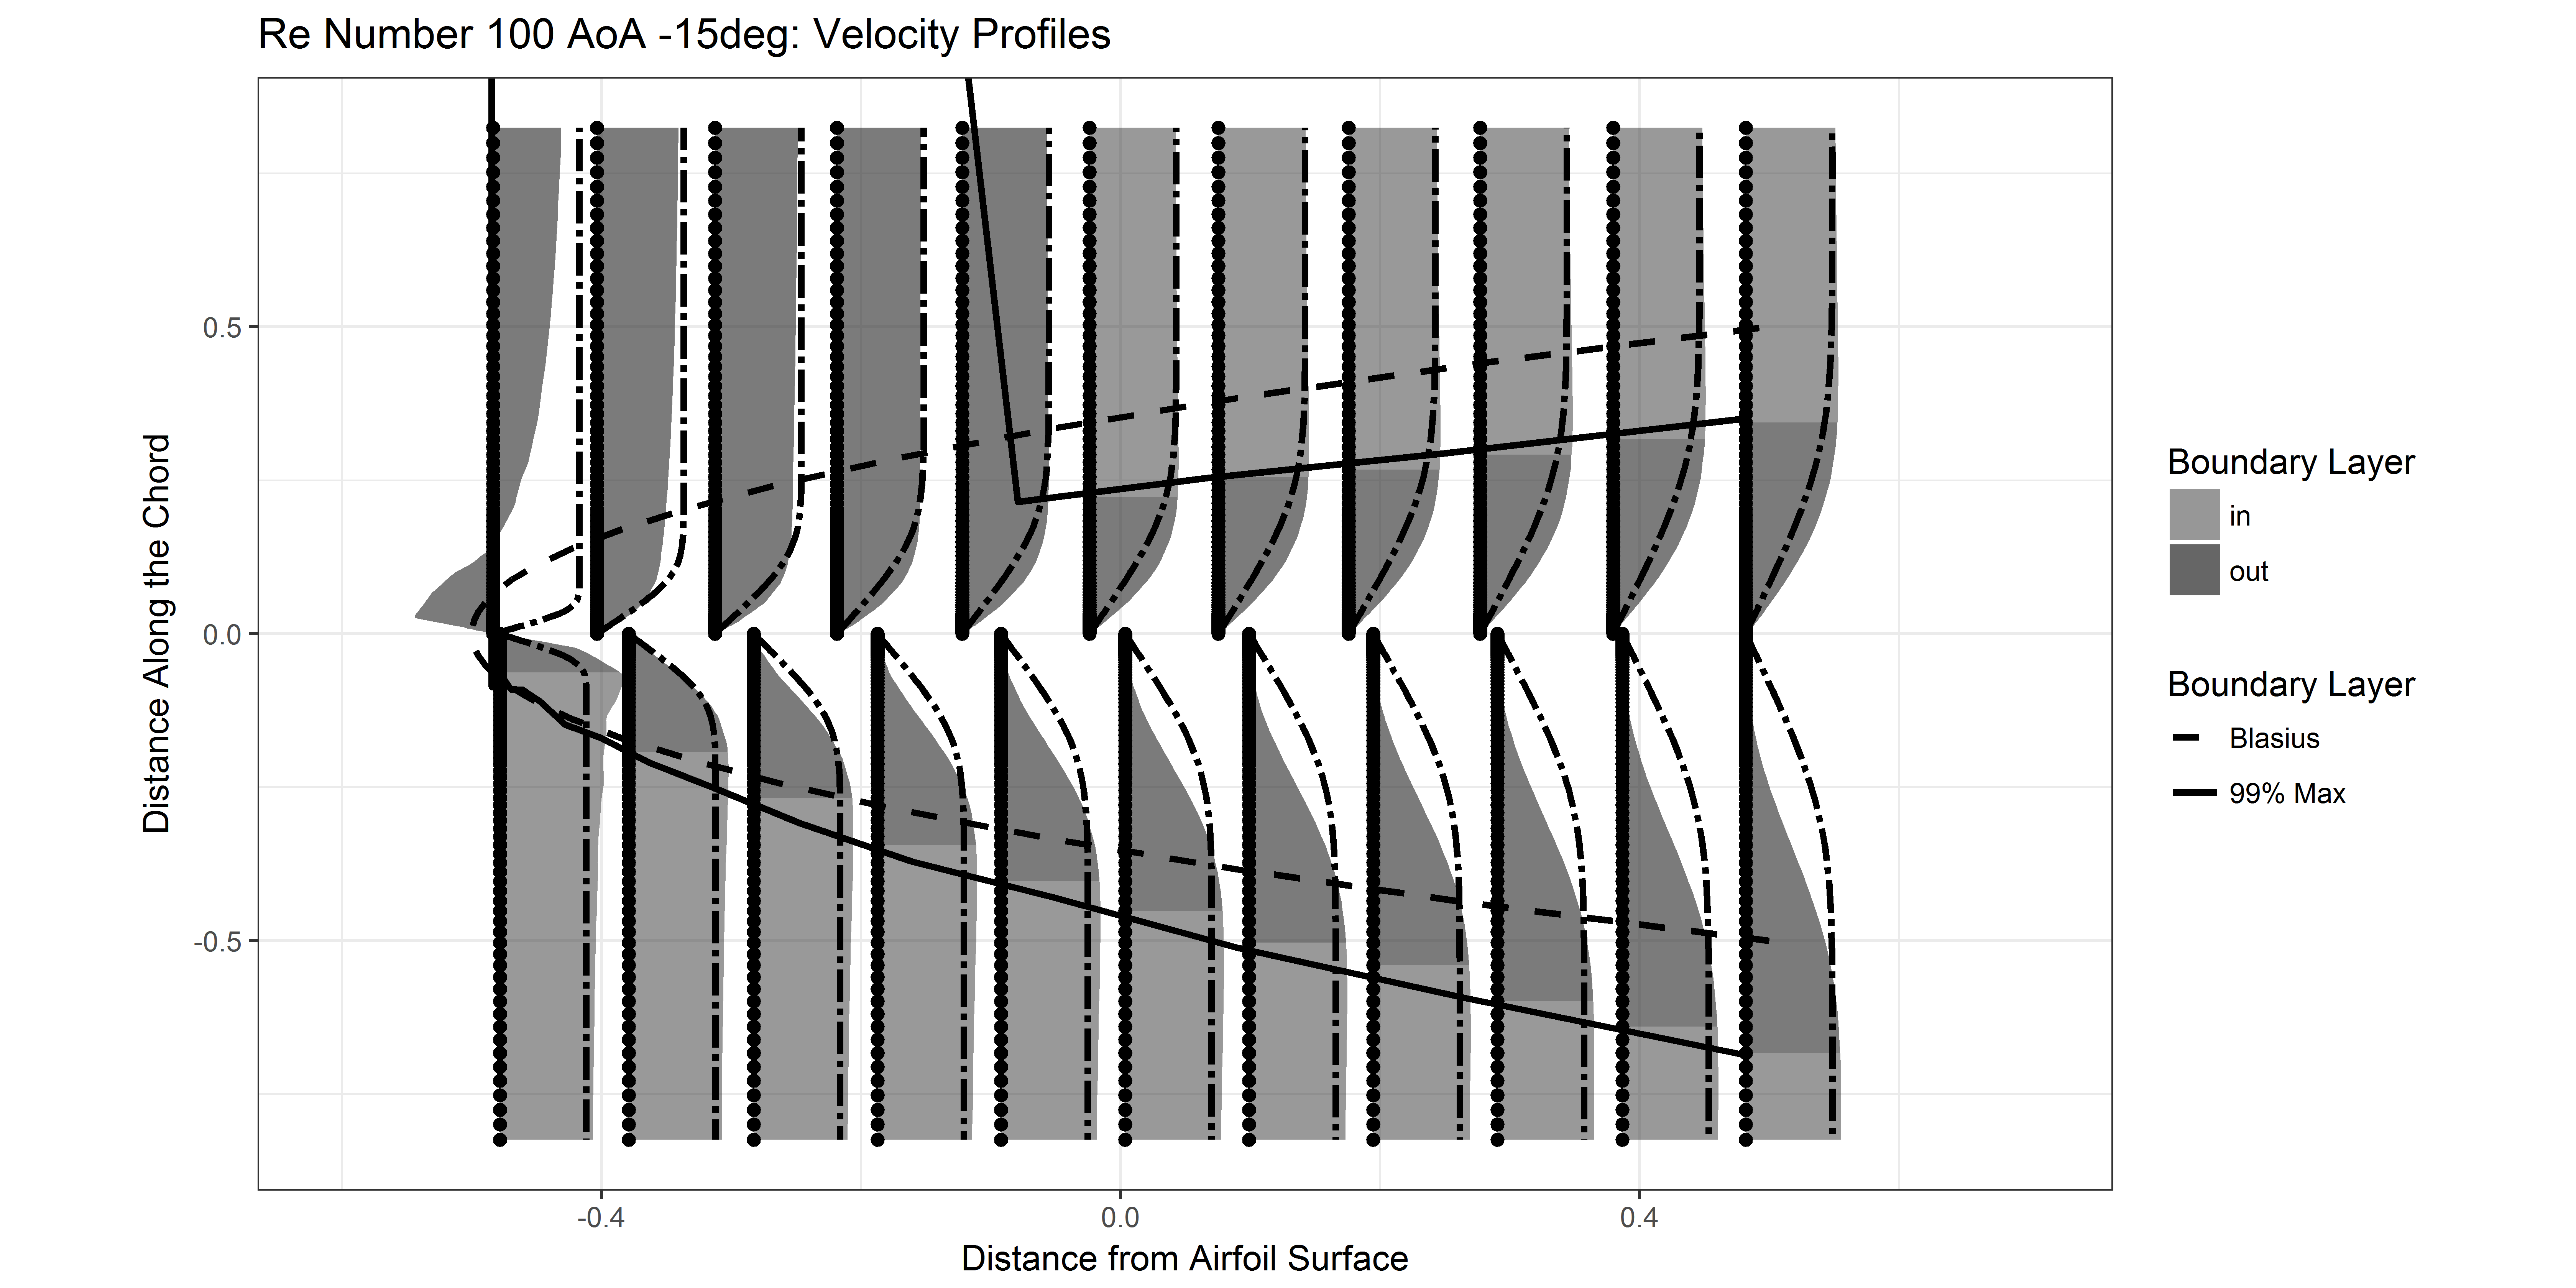 Re Number 100 AoA -15deg: Velocity Profiles
Distance Along the Chord
0.5
0.0
-0.5
-0.4
0.0
0.4
Distance from Airfoil Surface
Boundary Layer
in
out
Boundary Layer
Blasius
99% Max